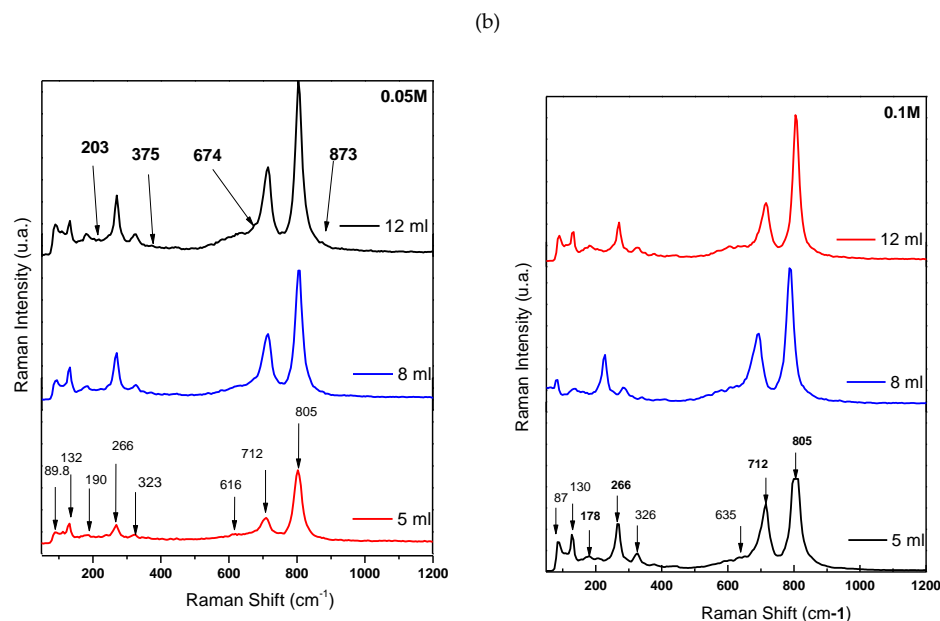 (b)
0.05M
203
375
674
873
12 ml
8 ml
89.8
132
190
266
323
616
712
805
5 ml
Raman Intensity (u.a.)
200 400 600 800 1000 1200
Raman Shift (cm-1)
0.1M
12 ml
8 ml
87
130
178
266
326
635
712
805
5 ml
Raman Intensity (u.a.)
200 400 600 800 1000 1200
Raman Shift (cm-1)